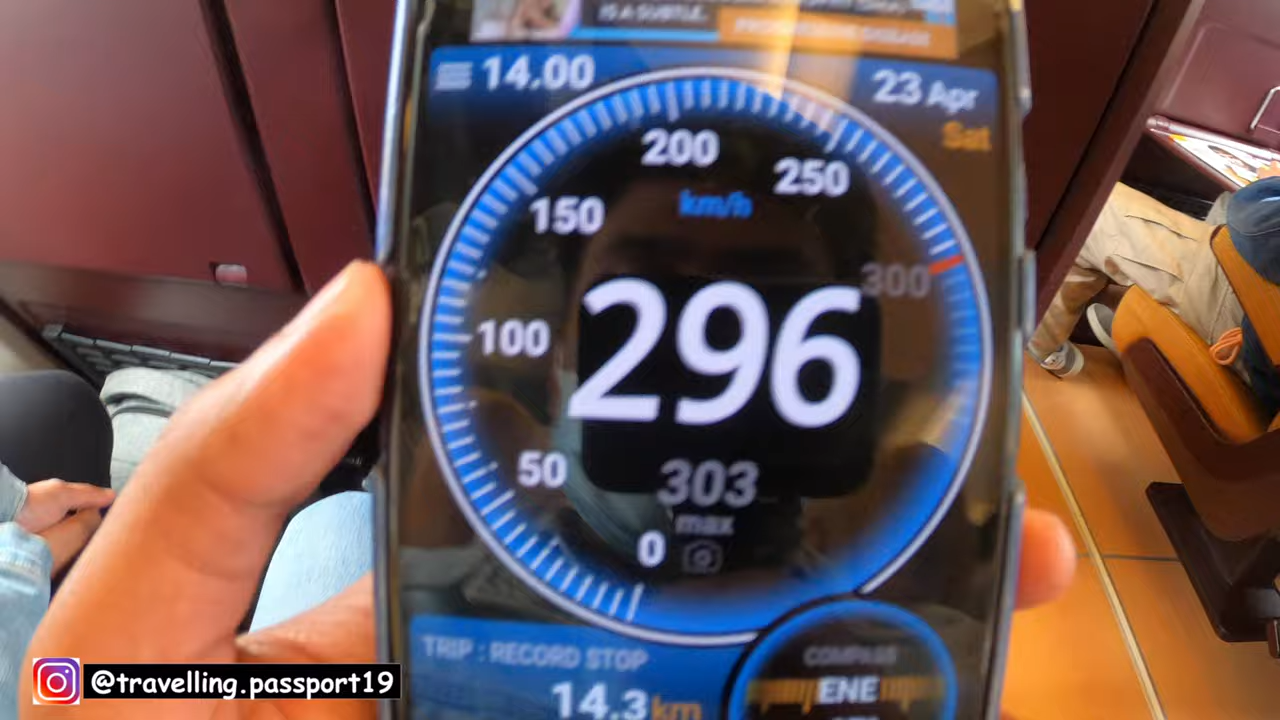 IS A SUBTLE,
14.00
23 Apr
Sat
200
250
km/h
150
300
296
100
50
303
max
0
TRIP : RECORD STOP
14.3 km
COMPASS
ENE
@travelling.passport19